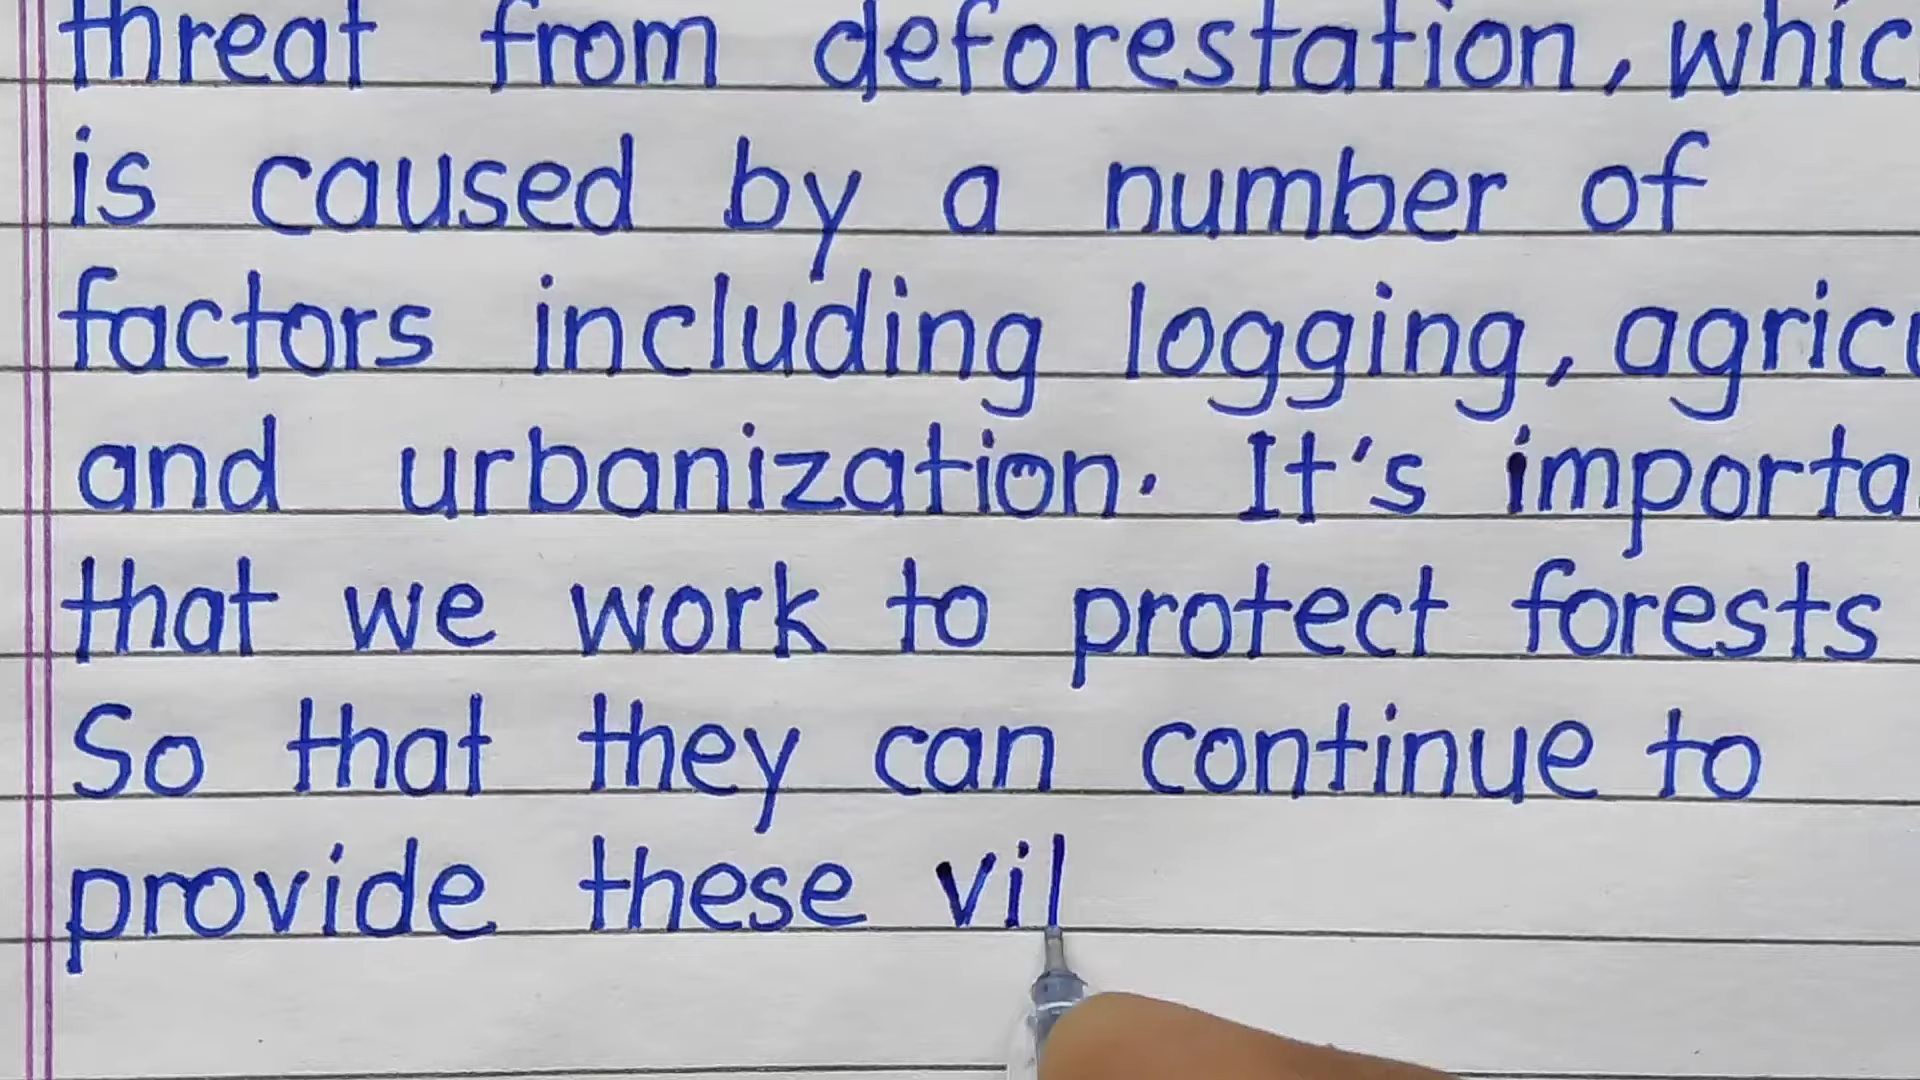 threat from deforestation, whic
is caused by a number of
factors including logging, agricu
and urbanization. It's importa
that we work to protect forests
So that they can continue to
provide these vil